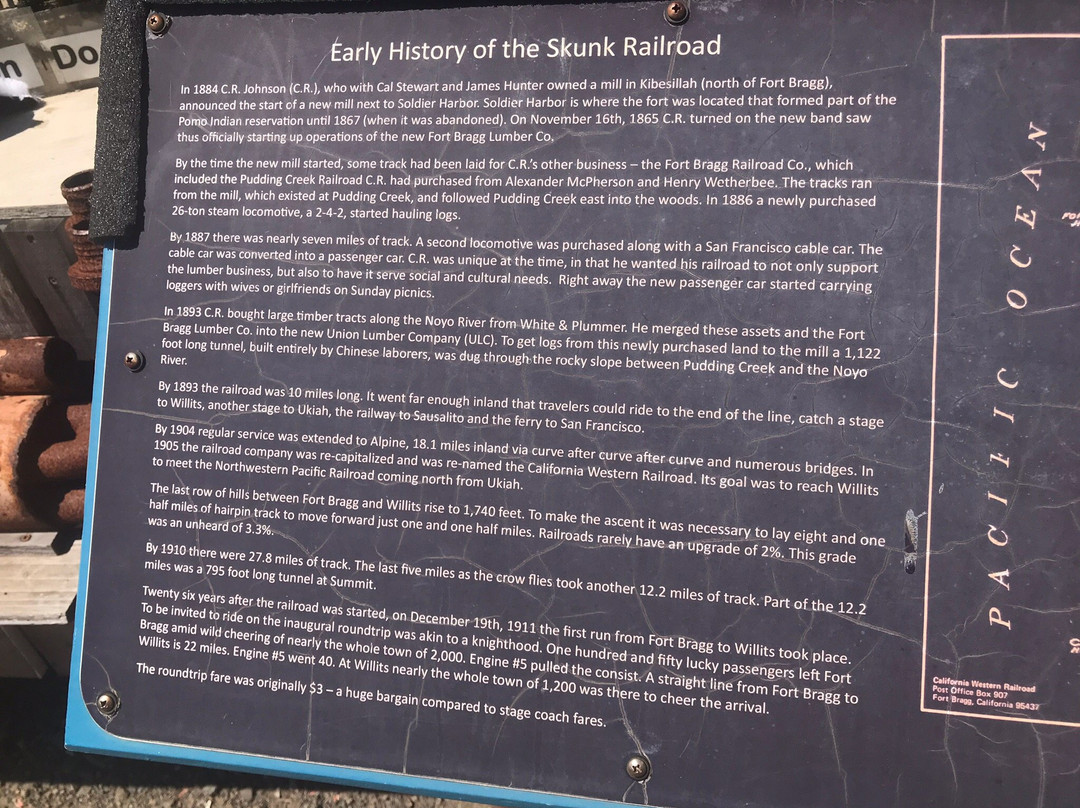 Do
Early History of the Skunk Railroad
In 1884 C.R. Johnson (C.R.), who with Cal Stewart and James Hunter owned a mill in Kibesillah (north of Fort Bragg),
announced the start of a new mill next to Soldier Harbor. Soldier Harbor is where the fort was located that formed part of the
Pomo Indian reservation until 1867 (when it was abandoned). On November 16th, 1865 C.R. turned on the new band saw
thus officially starting up operations of the new Fort Bragg Lumber Co.
By the time the new mill started, some track had been laid for C.R.'s other business – the Fort Bragg Railroad Co., which
included the Pudding Creek Railroad C.R. had purchased from Alexander McPherson and Henry Wetherbee. The tracks ran
from the mill, which existed at Pudding Creek, and followed Pudding Creek east into the woods. In 1886 a newly purchased
26-ton steam locomotive, a 2-4-2, started hauling logs.
By 1887 there was nearly seven miles of track. A second locomotive was purchased along with a San Francisco cable car. The
cable car was converted into a passenger car. C.R. was unique at the time, in that he wanted his railroad to not only support
the lumber business, but also to have it serve social and cultural needs. Right away the new passenger car started carrying
loggers with wives or girlfriends on Sunday picnics.
In 1893 C.R. bought large timber tracts along the Noyo River from White & Plummer. He merged these assets and the Fort
Bragg Lumber Co. into the new Union Lumber Company (ULC). To get logs from this newly purchased land to the mill a 1,122
foot long tunnel, built entirely by Chinese laborers, was dug through the rocky slope between Pudding Creek and the Noyo
River.
By 1893 the railroad was 10 miles long. It went far enough inland that travelers could ride to the end of the line, catch a stage
to Willits, another stage to Ukiah, the railway to Sausalito and the ferry to San Francisco.
By 1904 regular service was extended to Alpine, 18.1 miles inland via curve after curve after curve and numerous bridges. In
1905 the railroad company was re-capitalized and was re-named the California Western Railroad. Its goal was to reach Willits
to meet the Northwestern Pacific Railroad coming north from Ukiah.
The last row of hills between Fort Bragg and Willits rise to 1,740 feet. To make the ascent it was necessary to lay eight and one
half miles of hairpin track to move forward just one and one half miles. Railroads rarely have an upgrade of 2%. This grade
was an unheard of 3.3%.
By 1910 there were 27.8 miles of track. The last five miles as the crow flies took another 12.2 miles of track. Part of the 12.2
miles was a 795 foot long tunnel at Summit.
Twenty six years after the railroad was started, on December 19th, 1911 the first run from Fort Bragg to Willits took place.
To be invited to ride on the inaugural roundtrip was akin to a knighthood. One hundred and fifty lucky passengers left Fort
Bragg amid wild cheering of nearly the whole town of 2,000. Engine #5 pulled the consist. A straight line from Fort Bragg to
Willits is 22 miles. Engine #5 went 40. At Willits nearly the whole town of 1,200 was there to cheer the arrival.
The roundtrip fare was originally $3 – a huge bargain compared to stage coach fares.
PACIFIC OCEAN
California Western Railroad
Post Office Box 907
Fort Bragg, California 95437